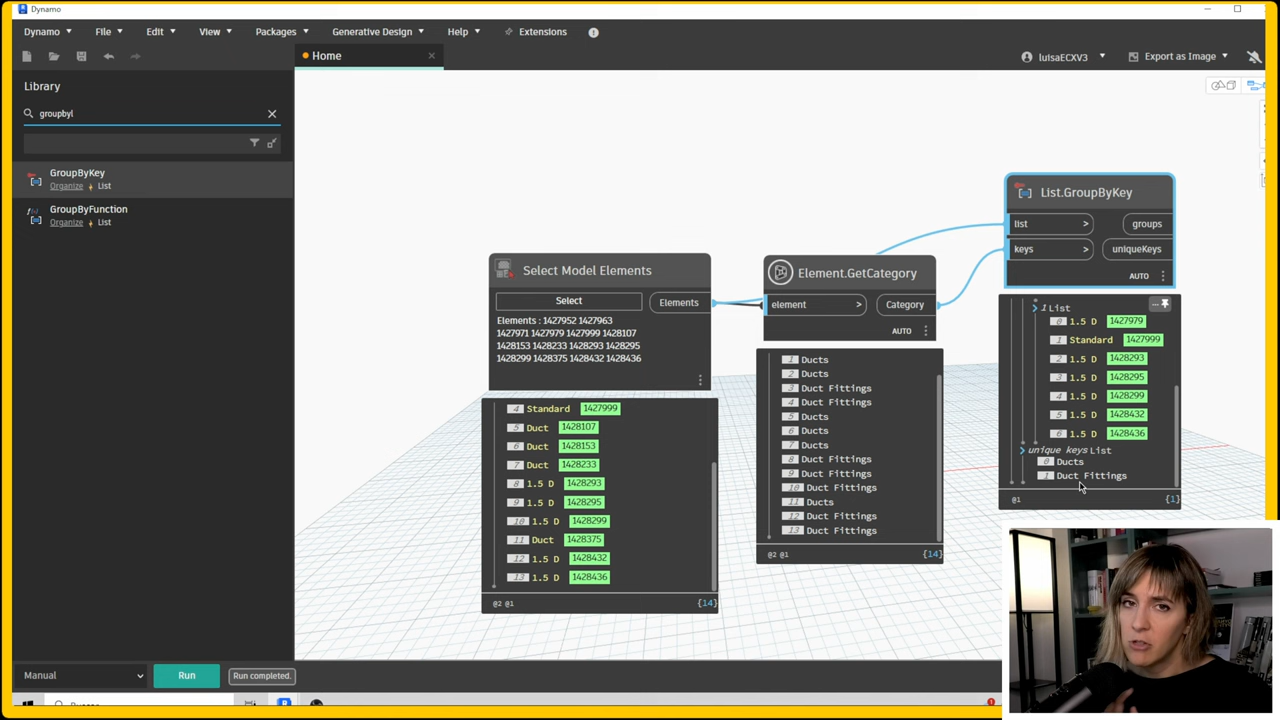 Dynamo
Dynamo File Edit View Packages Generative Design Help Extensions
Home
luisaECXV3
Export as Image
Library
groupbyl
GroupByKey
Organize List
GroupByFunction
Organize List
Select Model Elements
Select
Elements
Elements : 1427952 1427963
1427971 1427979 1427999 1428107
1428153 1428233 1428293 1428295
1428299 1428375 1428432 1428436
4 Standard 1427999
5 Duct 1428107
6 Duct 1428153
7 Duct 1428233
8 1.5 D 1428293
9 1.5 D 1428295
10 1.5 D 1428299
11 Duct 1428375
12 1.5 D 1428432
13 1.5 D 1428436
@2 @1 {14}
Element.GetCategory
element > Category
AUTO
1 Ducts
2 Ducts
3 Duct Fittings
4 Duct Fittings
5 Ducts
6 Ducts
7 Ducts
8 Duct Fittings
9 Duct Fittings
10 Duct Fittings
11 Ducts
12 Duct Fittings
13 Duct Fittings
@2 @1 {14}
List.GroupByKey
list > groups
keys > uniqueKeys
AUTO
1 List
0 1.5 D 1427979
1 Standard 1427999
2 1.5 D 1428293
3 1.5 D 1428295
4 1.5 D 1428299
5 1.5 D 1428432
6 1.5 D 1428436
unique keys List
0 Ducts
1 Duct Fittings
@1 {1}
Manual
Run
Run completed.